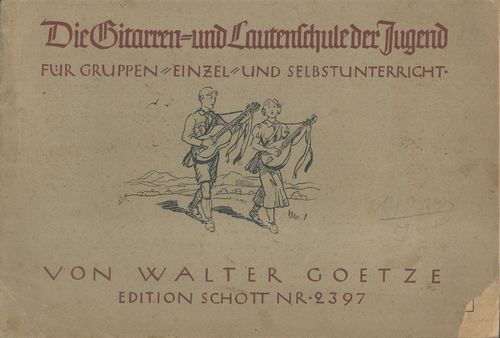 Die Gitarren- und Lautenschule der Jugend
FÜR GRUPPEN-EINZEL-UND SELBSTUNTERRICHT·
VON WALTER GOETZE
EDITION SCHOTT NR·2397